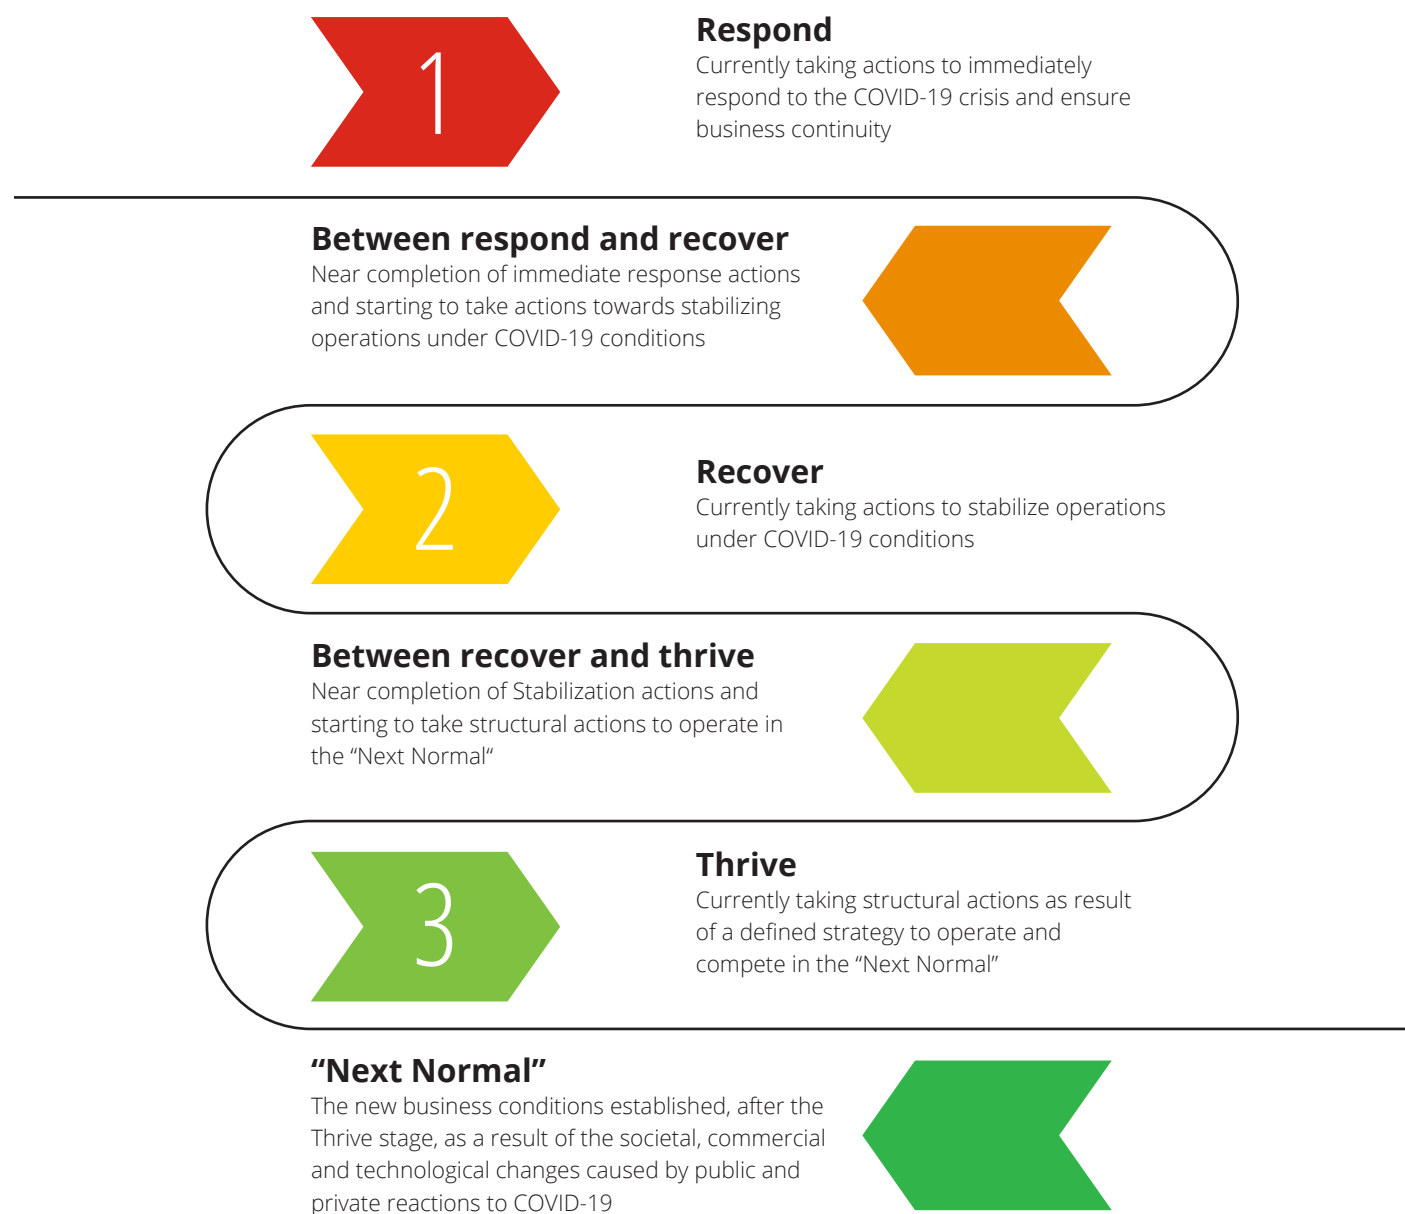 1
Respond
Currently taking actions to immediately
respond to the COVID-19 crisis and ensure
business continuity
Between respond and recover
Near completion of immediate response actions
and starting to take actions towards stabilizing
operations under COVID-19 conditions
2
Recover
Currently taking actions to stabilize operations
under COVID-19 conditions
Between recover and thrive
Near completion of Stabilization actions and
starting to take structural actions to operate in
the “Next Normal“
3
Thrive
Currently taking structural actions as result
of a defined strategy to operate and
compete in the “Next Normal”
“Next Normal”
The new business conditions established, after the
Thrive stage, as a result of the societal, commercial
and technological changes caused by public and
private reactions to COVID-19